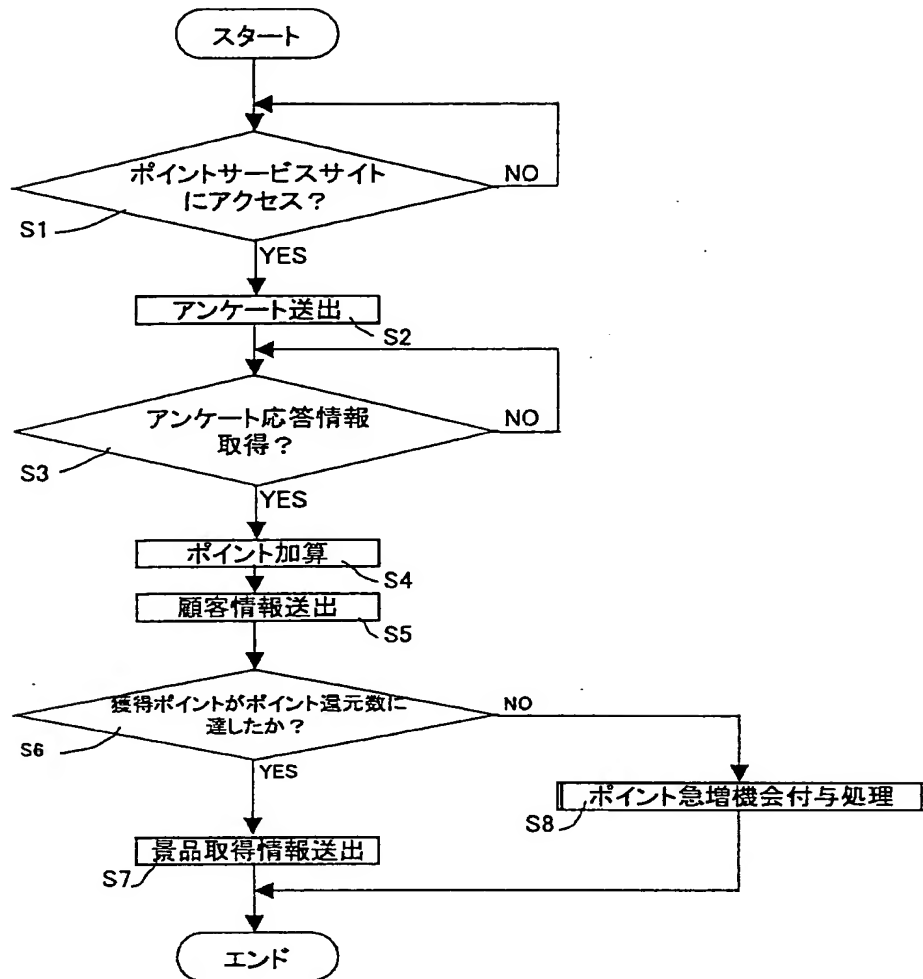 スタート
ポイントサービスサイト
にアクセス？
NO
S1
YES
アンケート送出
S2
アンケート応答情報
取得？
NO
S3
YES
ポイント加算
S4
顧客情報送出
S5
獲得ポイントがポイント還元数に
達したか？
NO
S6
YES
ポイント急増機会付与処理
S8
景品取得情報送出
S7
エンド